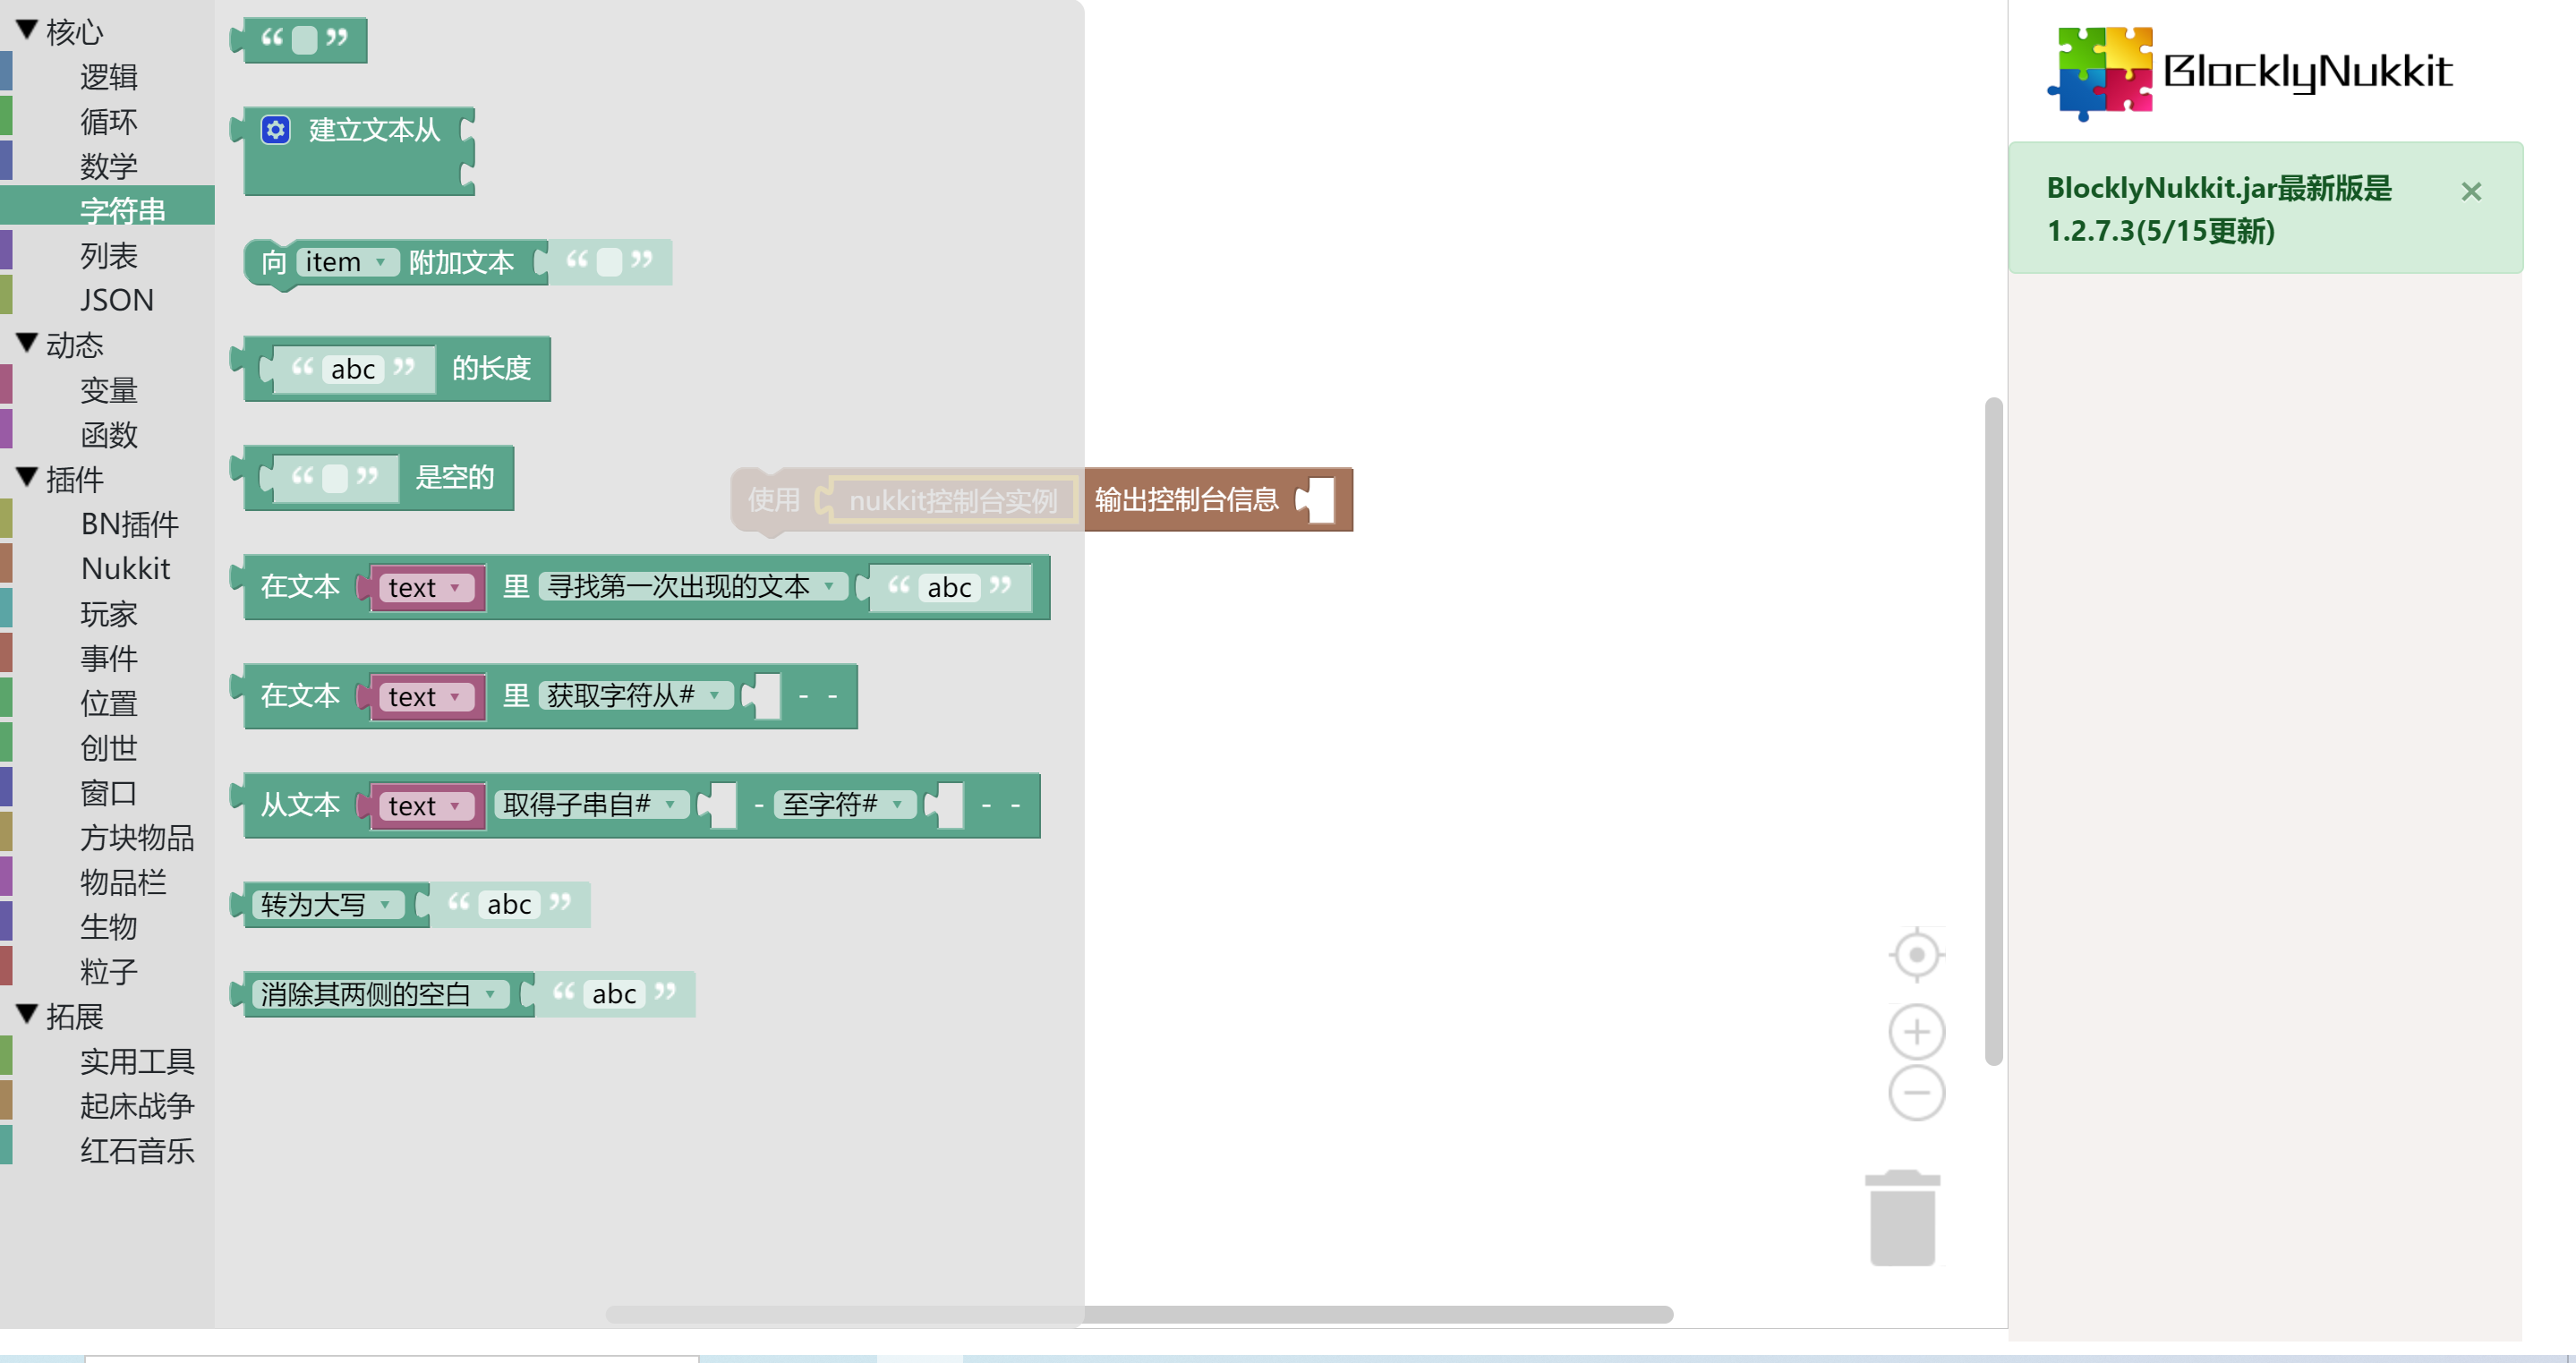 核心
逻辑
循环
数学
字符串
列表
JSON
动态
变量
函数
插件
BN插件
Nukkit
玩家
事件
位置
创世
窗口
方块物品
物品栏
生物
粒子
拓展
实用工具
起床战争
红石音乐
“ ”
建立文本从
向 item 附加文本 “ ”
“ abc ” 的长度
“ ” 是空的
使用 nukkit控制台实例 输出控制台信息
在文本 text 里 寻找第一次出现的文本 “ abc ”
在文本 text 里 获取字符从# - -
从文本 text 取得子串自# - 至字符# - -
转为大写 “ abc ”
消除其两侧的空白 “ abc ”
BlocklyNukkit
BlocklyNukkit.jar最新版是
1.2.7.3(5/15更新)
×